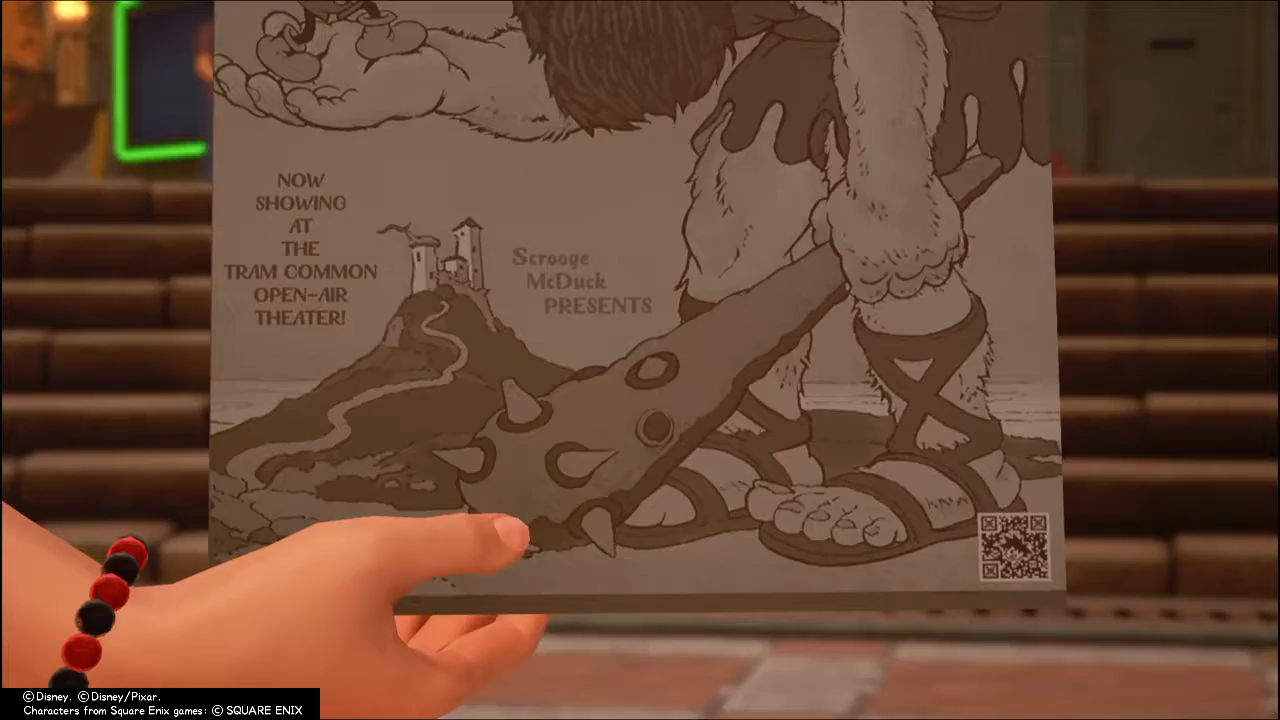 NOW
SHOWING
AT
THE
TRAM COMMON
OPEN-AIR
THEATER!
Scrooge
McDuck
PRESENTS
© Disney. © Disney/Pixar.
Characters from Square Enix games: © SQUARE ENIX